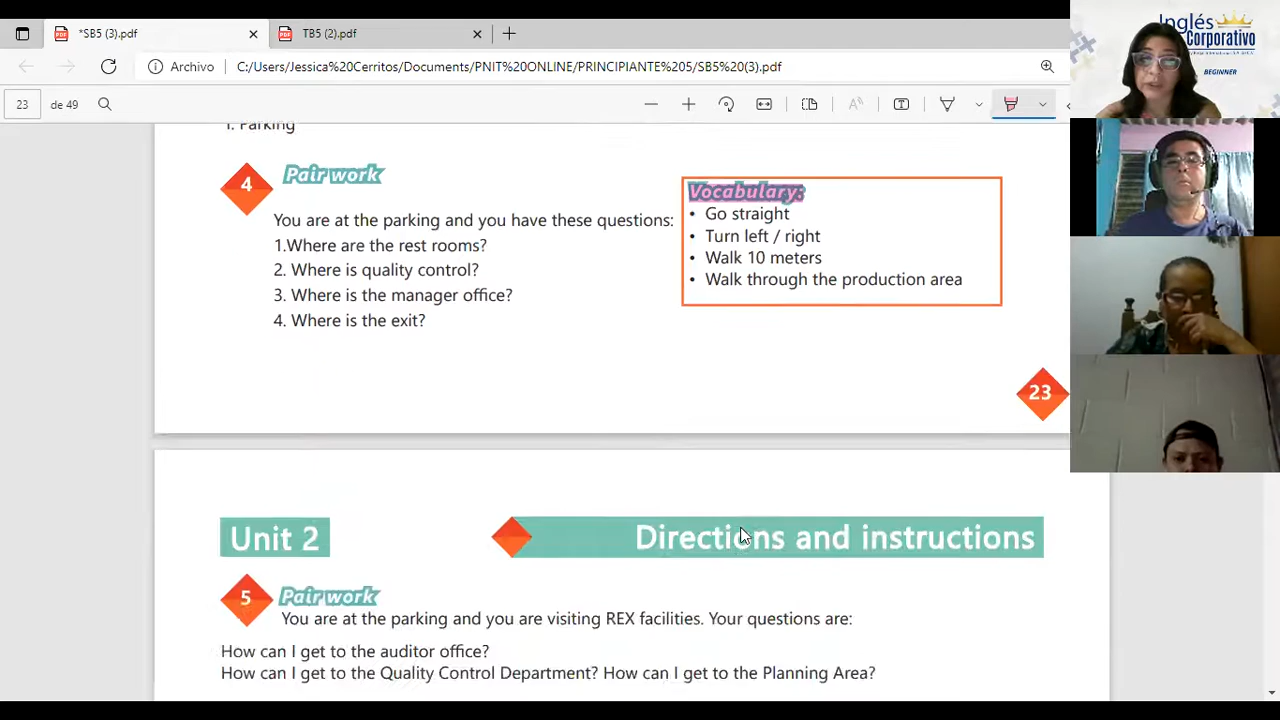 *SB5 (3).pdf
TB5 (2).pdf
Archivo
C:/Users/Jessica%20Cerritos/Documents/PNT%20ONLINE/PRINCIPIANTE%205/SB5%20(3).pdf
23
de 49
Inglés
Corporativo
BEGINNER
1. Parking
4
Pair work
You are at the parking and you have these questions:
1.Where are the rest rooms?
2. Where is quality control?
3. Where is the manager office?
4. Where is the exit?
Vocabulary:
• Go straight
• Turn left / right
• Walk 10 meters
• Walk through the production area
23
Unit 2
Directions and instructions
5
Pair work
You are at the parking and you are visiting REX facilities. Your questions are:
How can I get to the auditor office?
How can I get to the Quality Control Department? How can I get to the Planning Area?